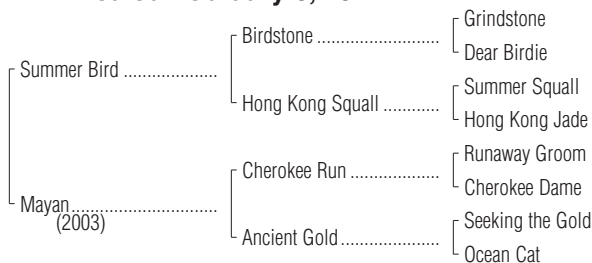 Grindstone
Birdstone ..........................
Dear Birdie
Summer Bird ....................
Summer Squall
Hong Kong Squall ............
Hong Kong Jade
Runaway Groom
Cherokee Run ...................
Cherokee Dame
Mayan................................
(2003)
Seeking the Gold
Ancient Gold.....................
Ocean Cat